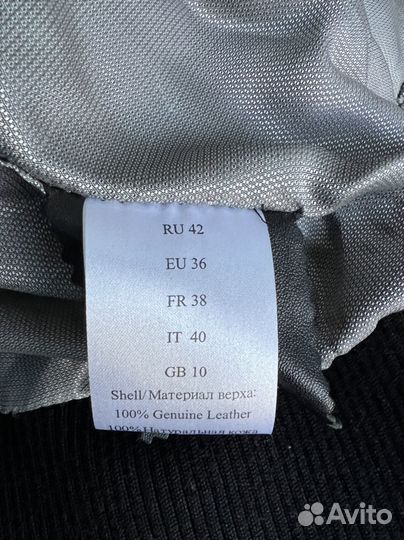 RU 42
EU 36
FR 38
IT 40
GB 10
Shell/Материал верха:
100% Genuine Leather
100% Натуральная кожа
Avito